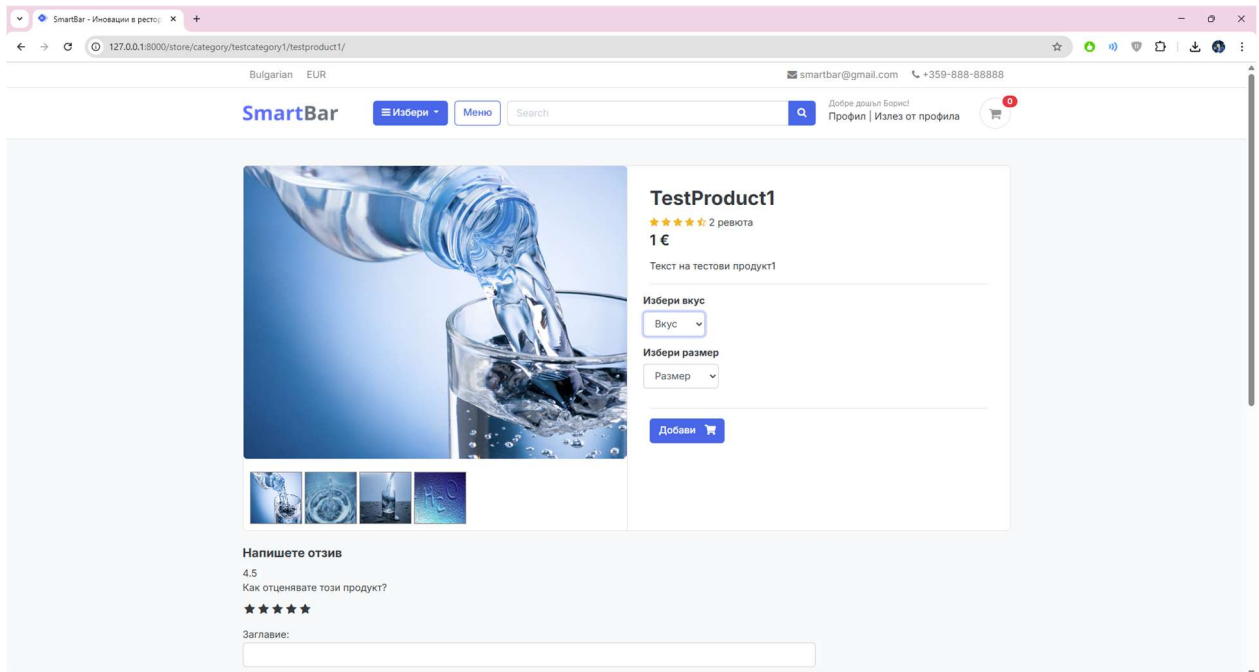 SmartBar - Иновации в рестор
127.0.0.1:8000/store/category/testcategory1/testproduct1/
Bulgarian EUR
smartbar@gmail.com +359-888-88888
SmartBar
Избери
Меню
Search
Добре дошъл Борис!
Профил | Излез от профила
0
TestProduct1
2 ревюта
1 €
Текст на тестови продукт1
Избери вкус
Вкус
Избери размер
Размер
Добави
H2O
Напишете отзив
4.5
Как отценявате този продукт?
Заглавие: